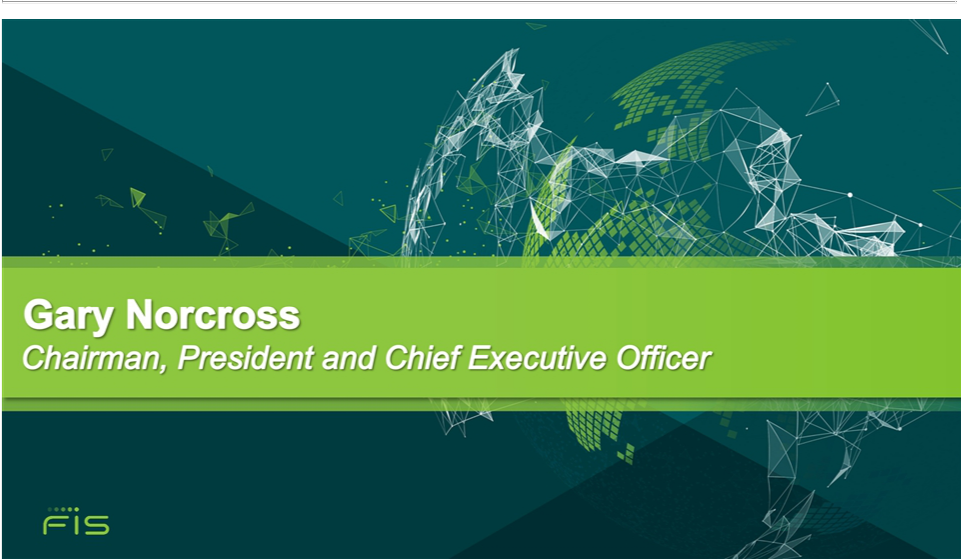 Gary Norcross
Chairman, President and Chief Executive Officer
FIS